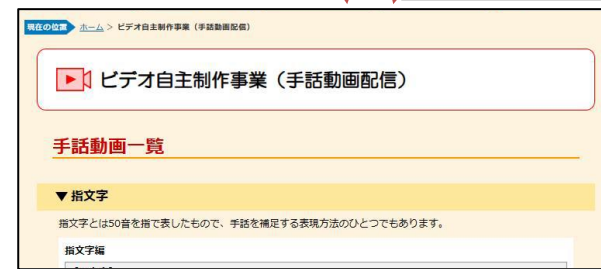 現在の位置 ホーム > ビデオ自主制作事業（手話動画配信）
ビデオ自主制作事業（手話動画配信）
手話動画一覧
▼指文字
指文字とは50音を指で表したもので、手話を補足する表現方法のひとつでもあります。
指文字編